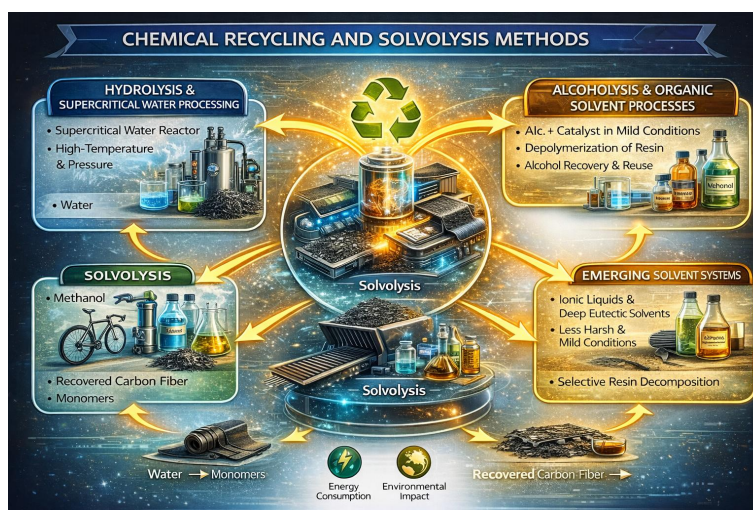 CHEMICAL RECYCLING AND SOLVOLYSIS METHODS
HYDROLYSIS &
SUPERCRITICAL WATER PROCESSING
• Supercritical Water Reactor
• High-Temperature
& Pressure
• Water
ALCOHOLYSIS & ORGANIC
SOLVENT PROCESSES
• Alc. + Catalyst in Mild Conditions
• Depolymerization of Resin
• Alcohol Recovery & Reuse
Methonol
Solvolysis
SOLVOLYSIS
• Methanol
• Recovered Carbon Fiber
• Monomers
EMERGING SOLVENT SYSTEMS
• Ionic Liquids &
Deep Eutectic Solvents
• Less Harsh &
Mild Conditions
• Selective Resin Decomposition
Solvolysis
Water → Monomers
Energy
Consumption
Environmental
Impact
Recovered Carbon Fiber →